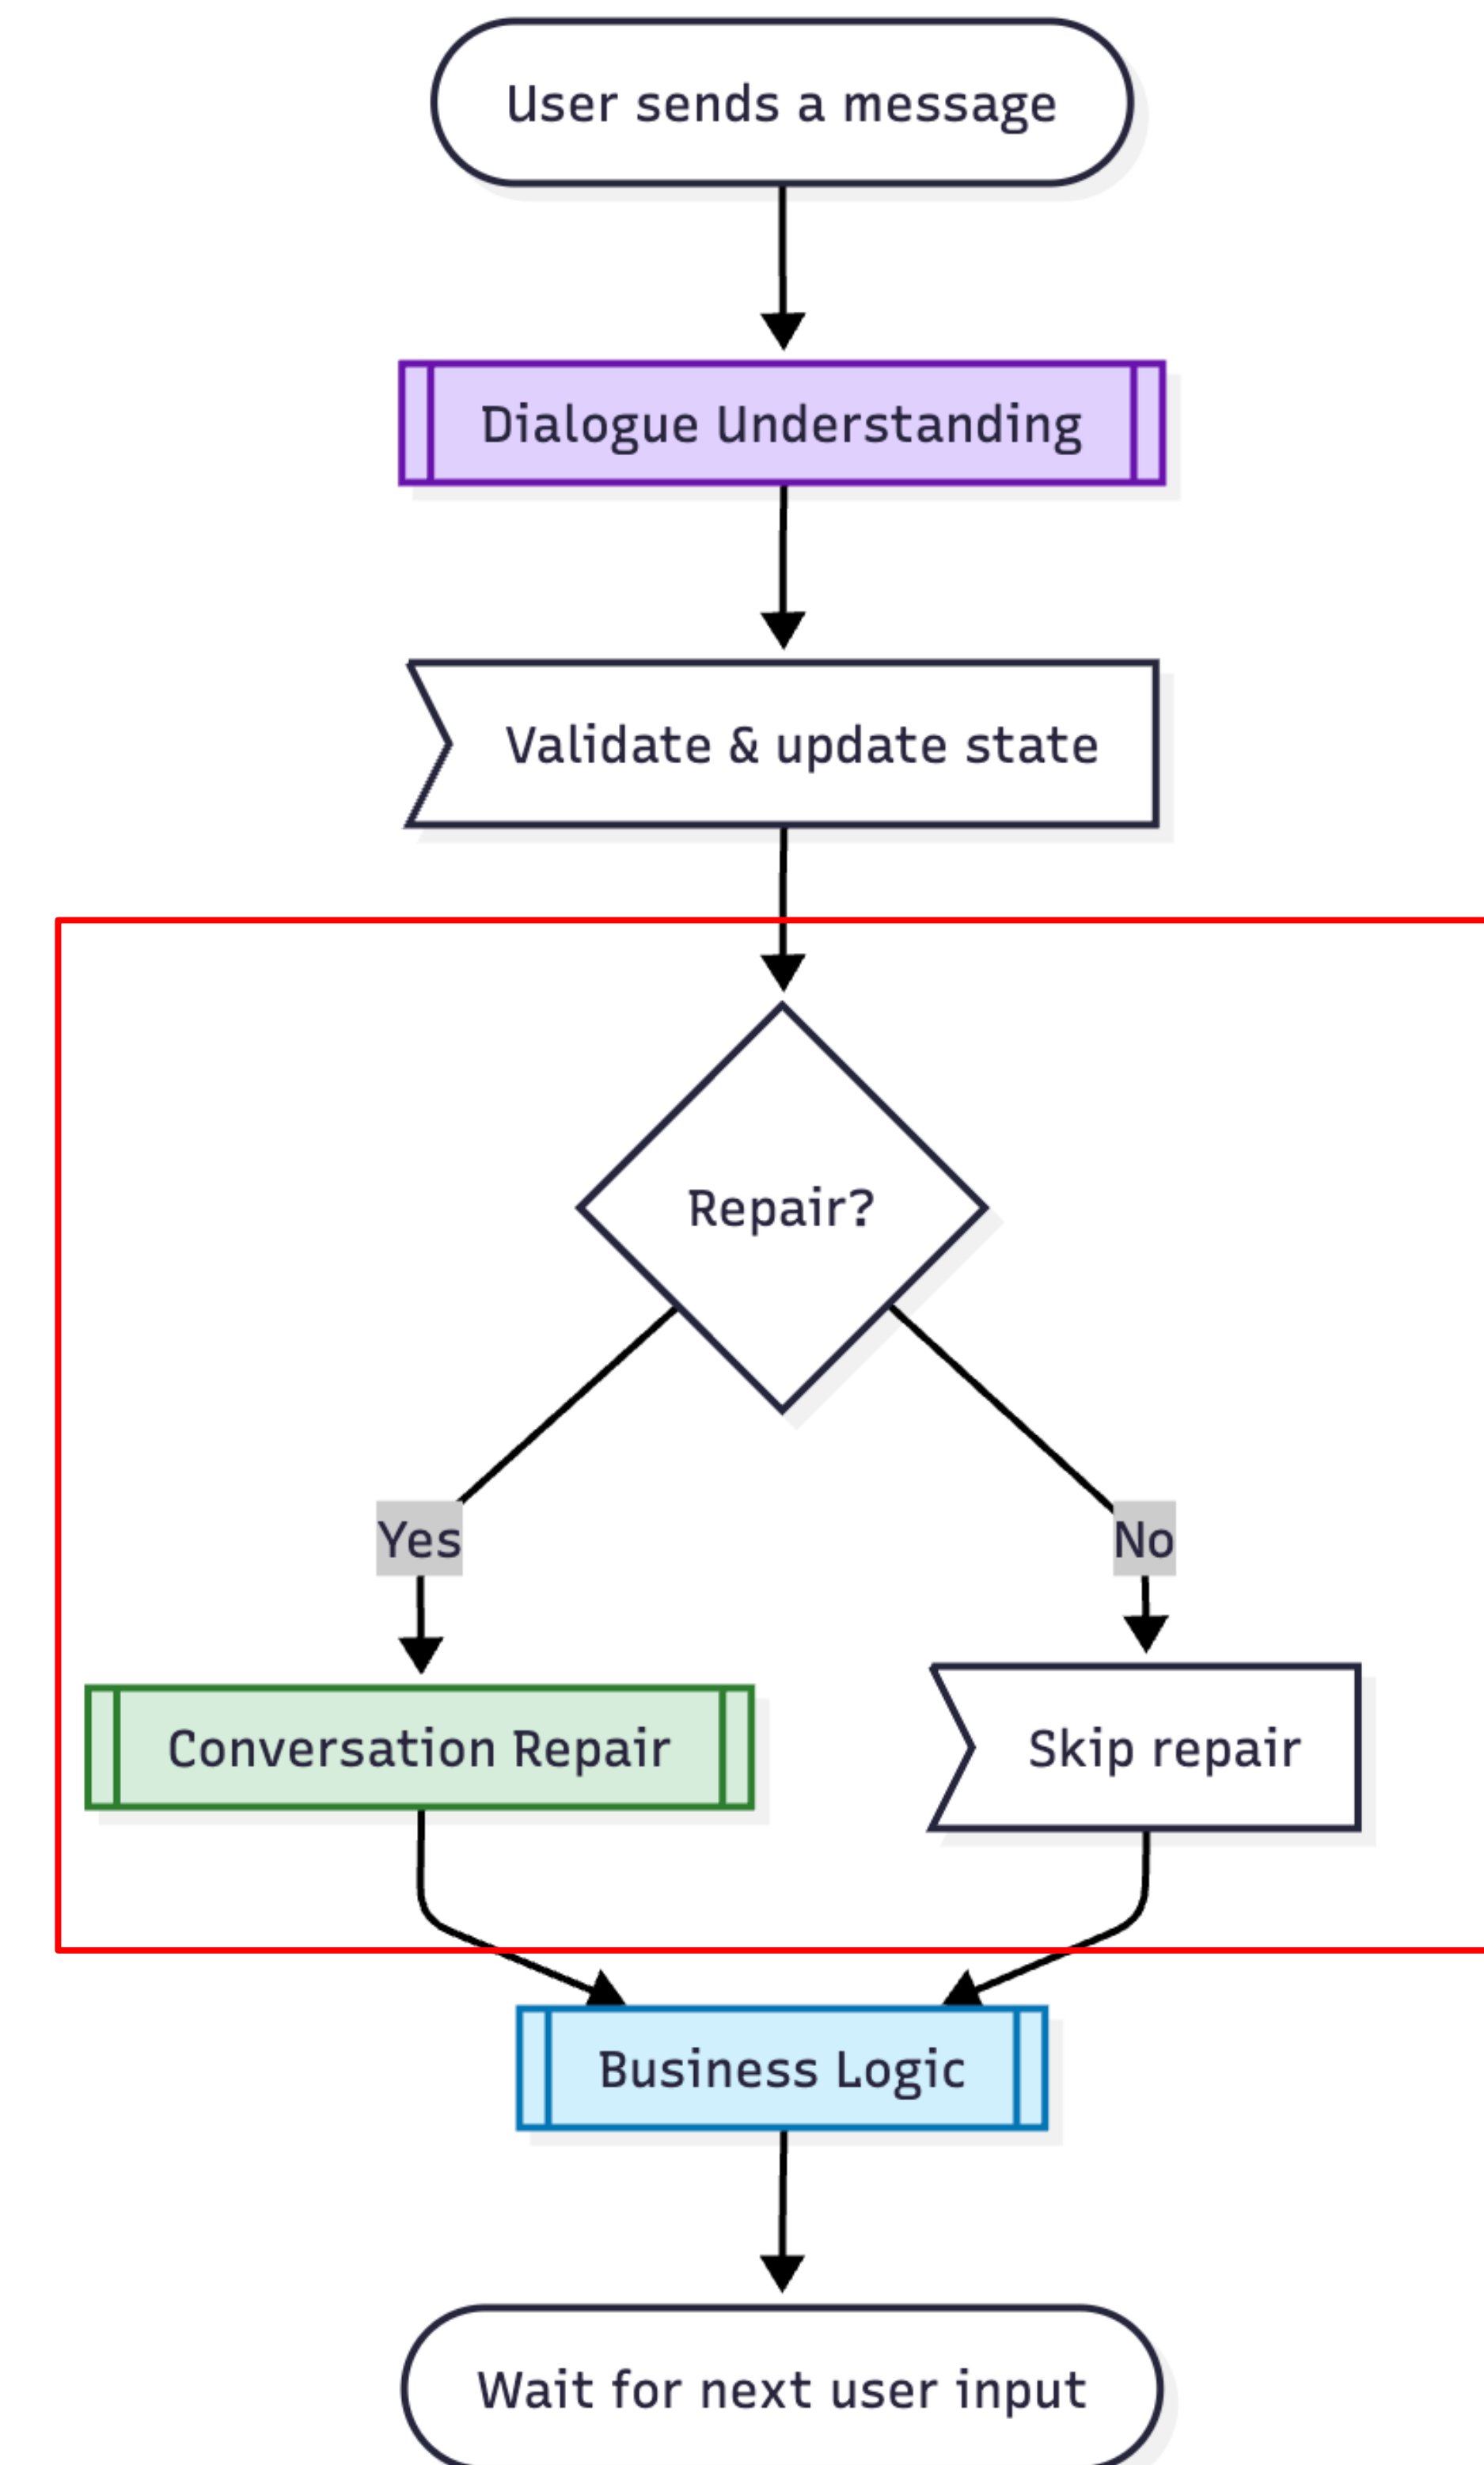 User sends a message
Dialogue Understanding
Validate & update state
Repair?
Yes
No
Conversation Repair
Skip repair
Business Logic
Wait for next user input